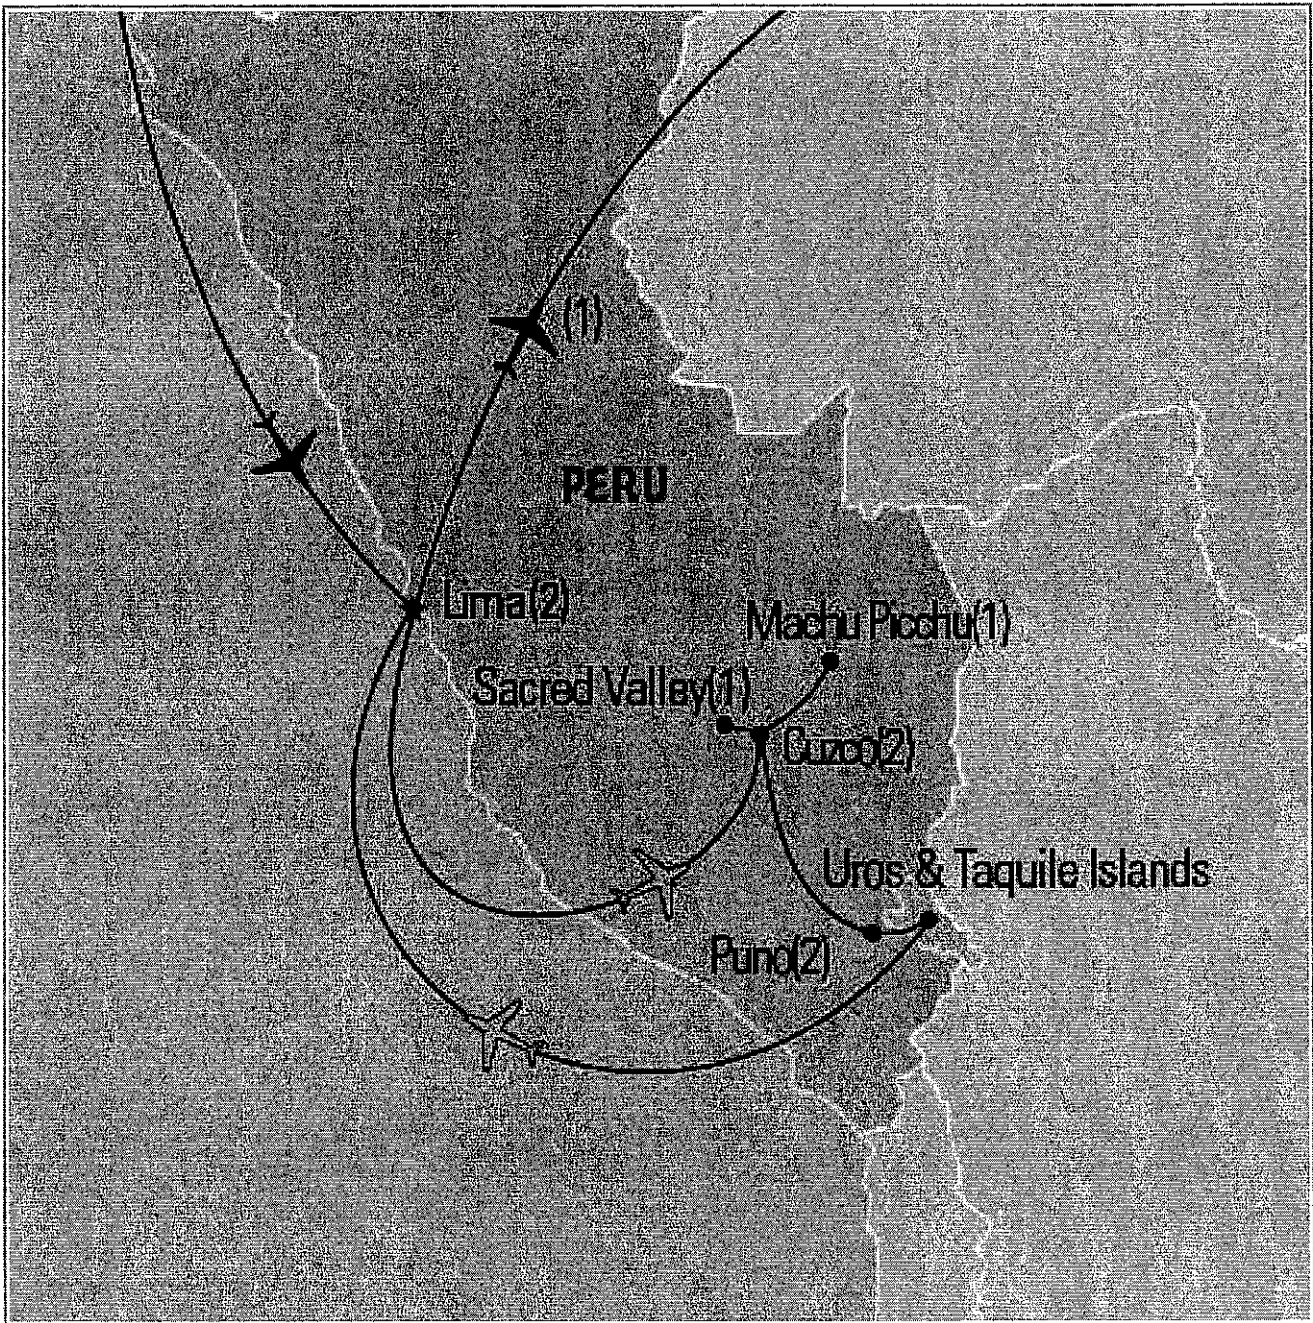 (1)
PERU
Lima(2)
Machu Picchu(1)
Sacred Valley(1)
Cuzco(2)
Uros & Taquile Islands
Puno(2)